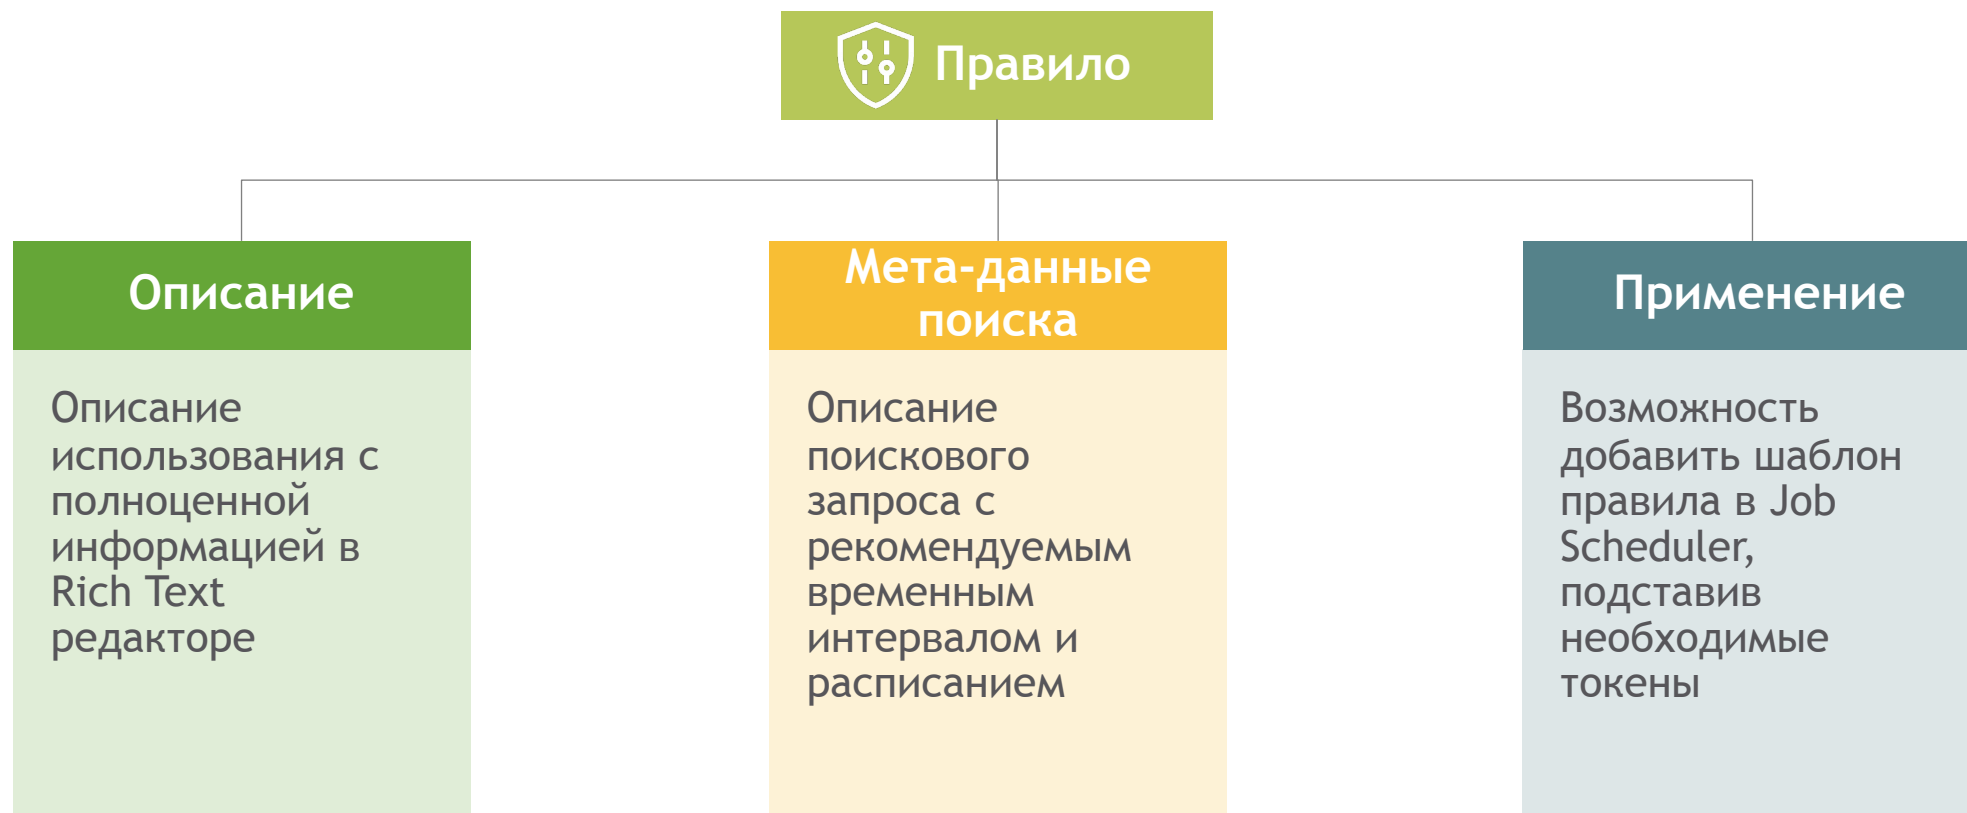 Правило
Описание
Описание
использования с
полноценной
информацией в
Rich Text
редакторе
Мета-данные
поиска
Описание
поискового
запроса с
рекомендуемым
временным
интервалом и
расписанием
Применение
Возможность
добавить шаблон
правила в Job
Scheduler,
подставив
необходимые
токены